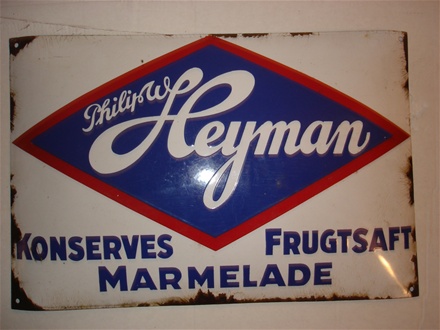 Philip W.
Heyman
KONSERVES FRUGTSAFT
MARMELADE